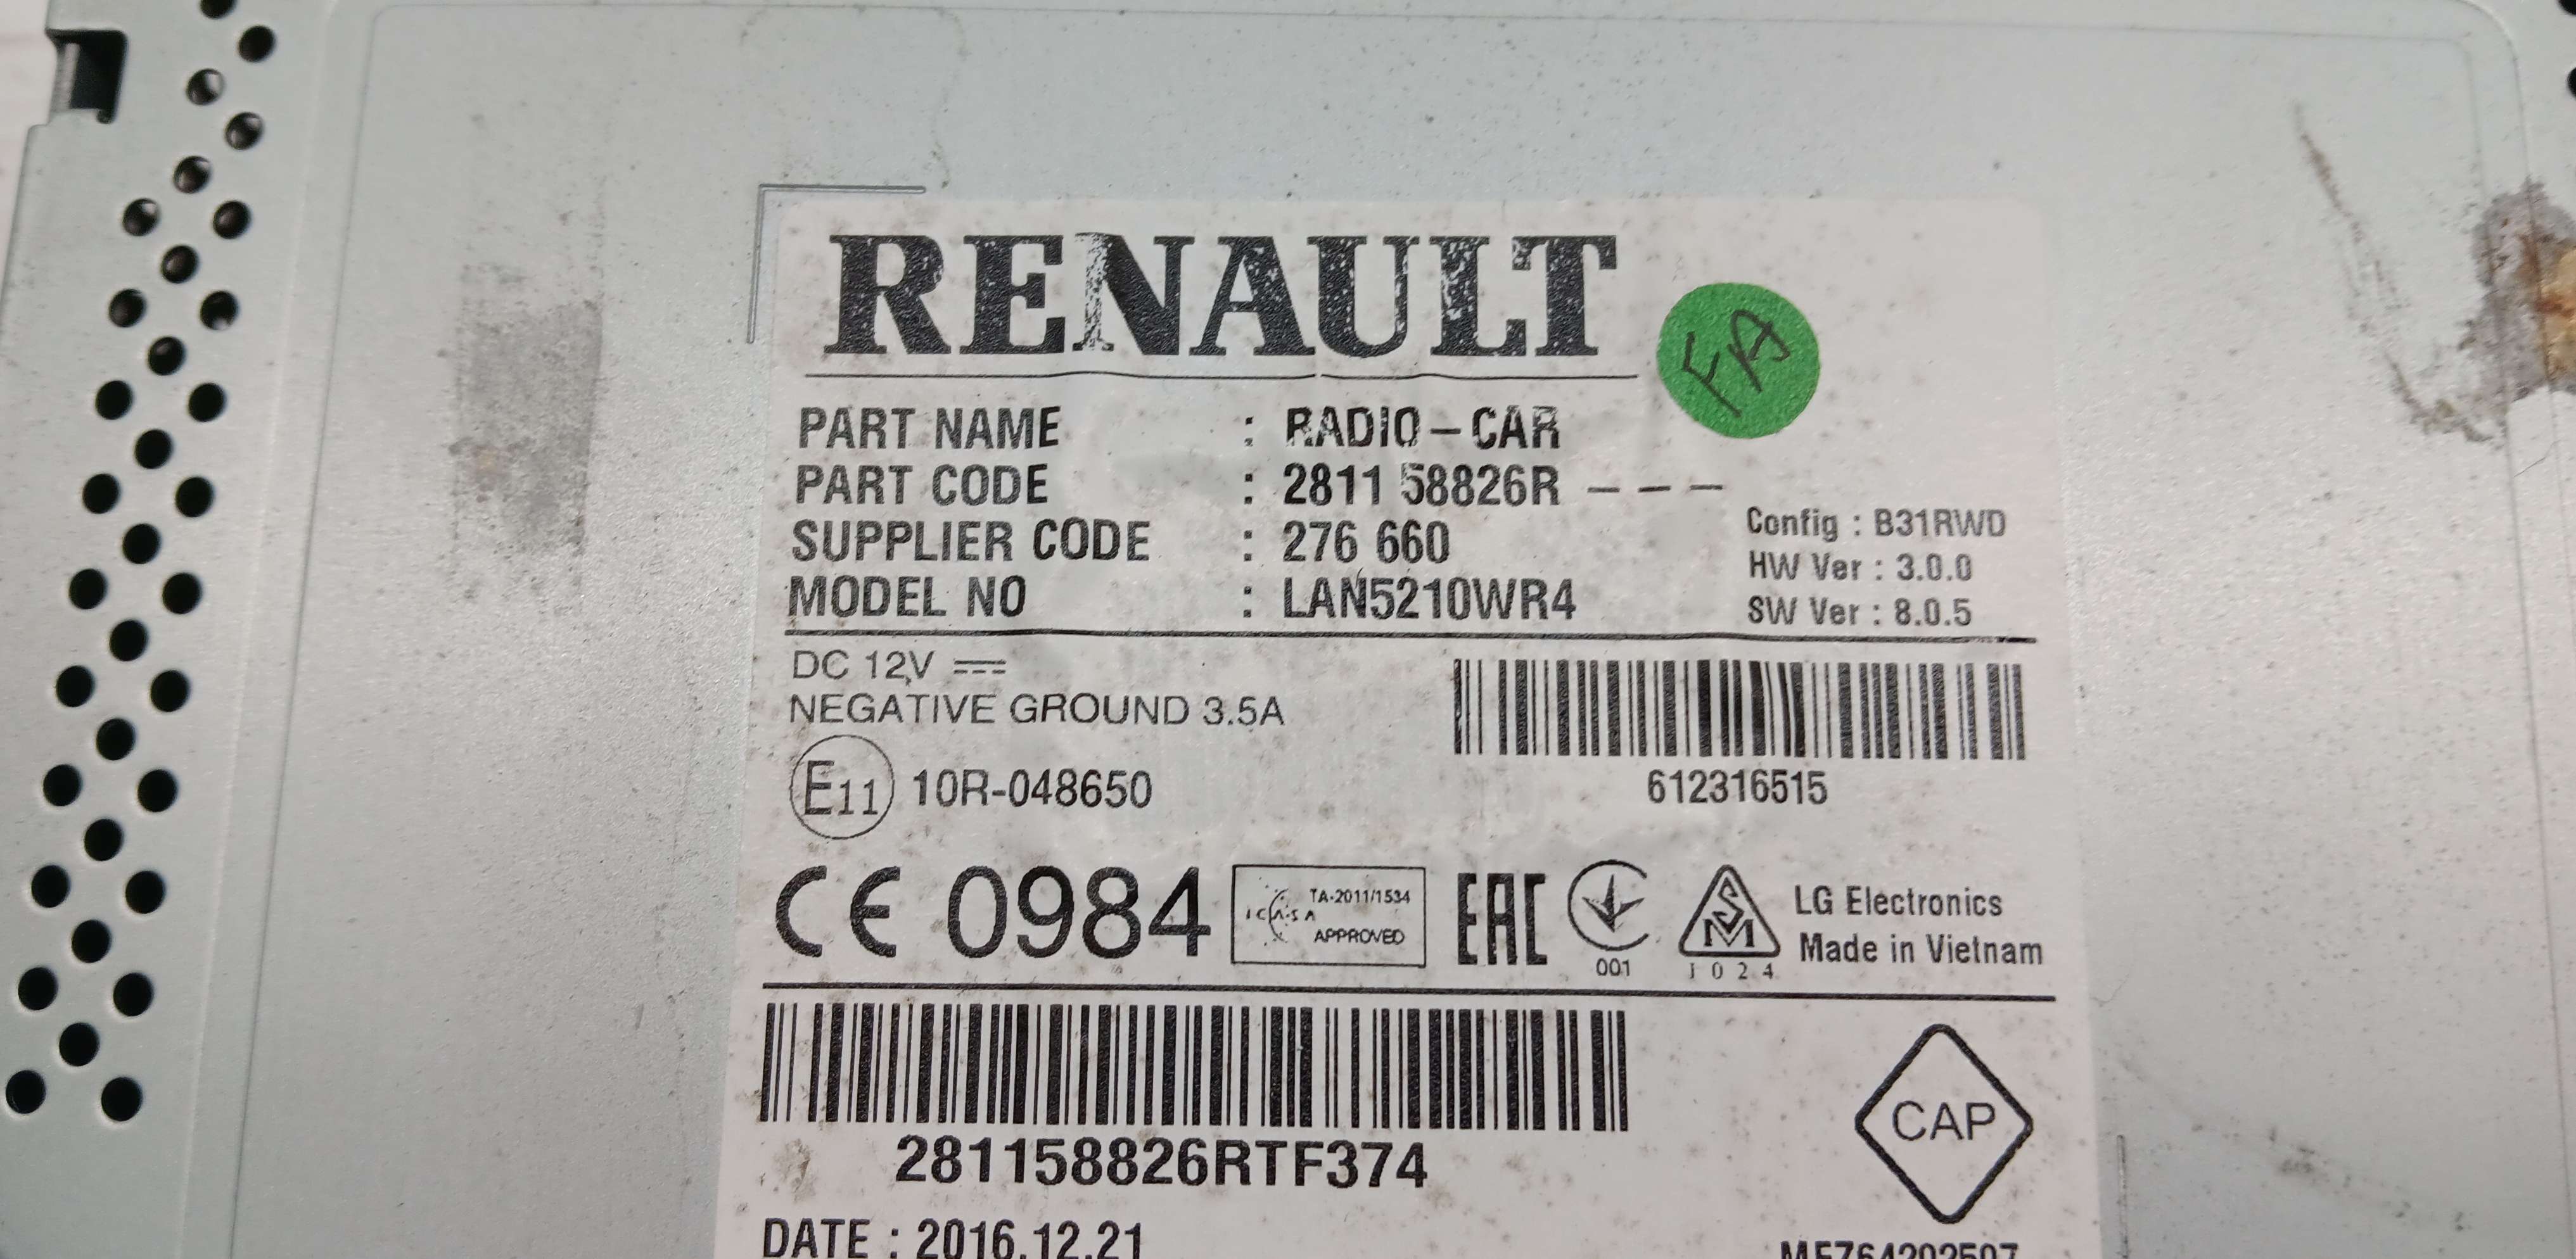 RENAULT
FA
PART NAME : RADIO-CAR
PART CODE : 2811 58826R ---
SUPPLIER CODE : 276 660
MODEL NO : LAN5210WR4
Config : B31RWD
HW Ver : 3.0.0
SW Ver : 8.0.5
DC 12V
NEGATIVE GROUND 3.5A
E11 10R-048650
612316515
CE 0984
ICASA
TA-2011/1534
APPROVED
EAC
001
SM
1024
LG Electronics
Made in Vietnam
281158826RTF374
CAP
DATE : 2016.12.21